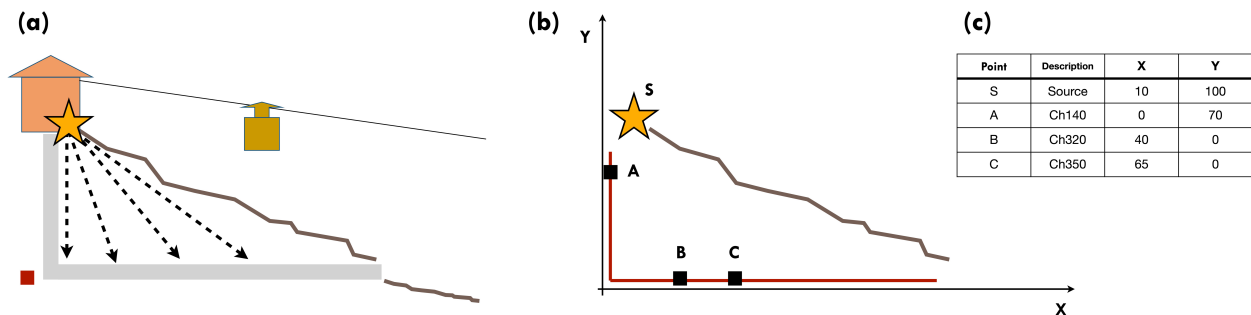 (a)
(b)
Y
S
A
B
C
X
(c)
Point Description X Y
S Source 10 100
A Ch140 0 70
B Ch320 40 0
C Ch350 65 0